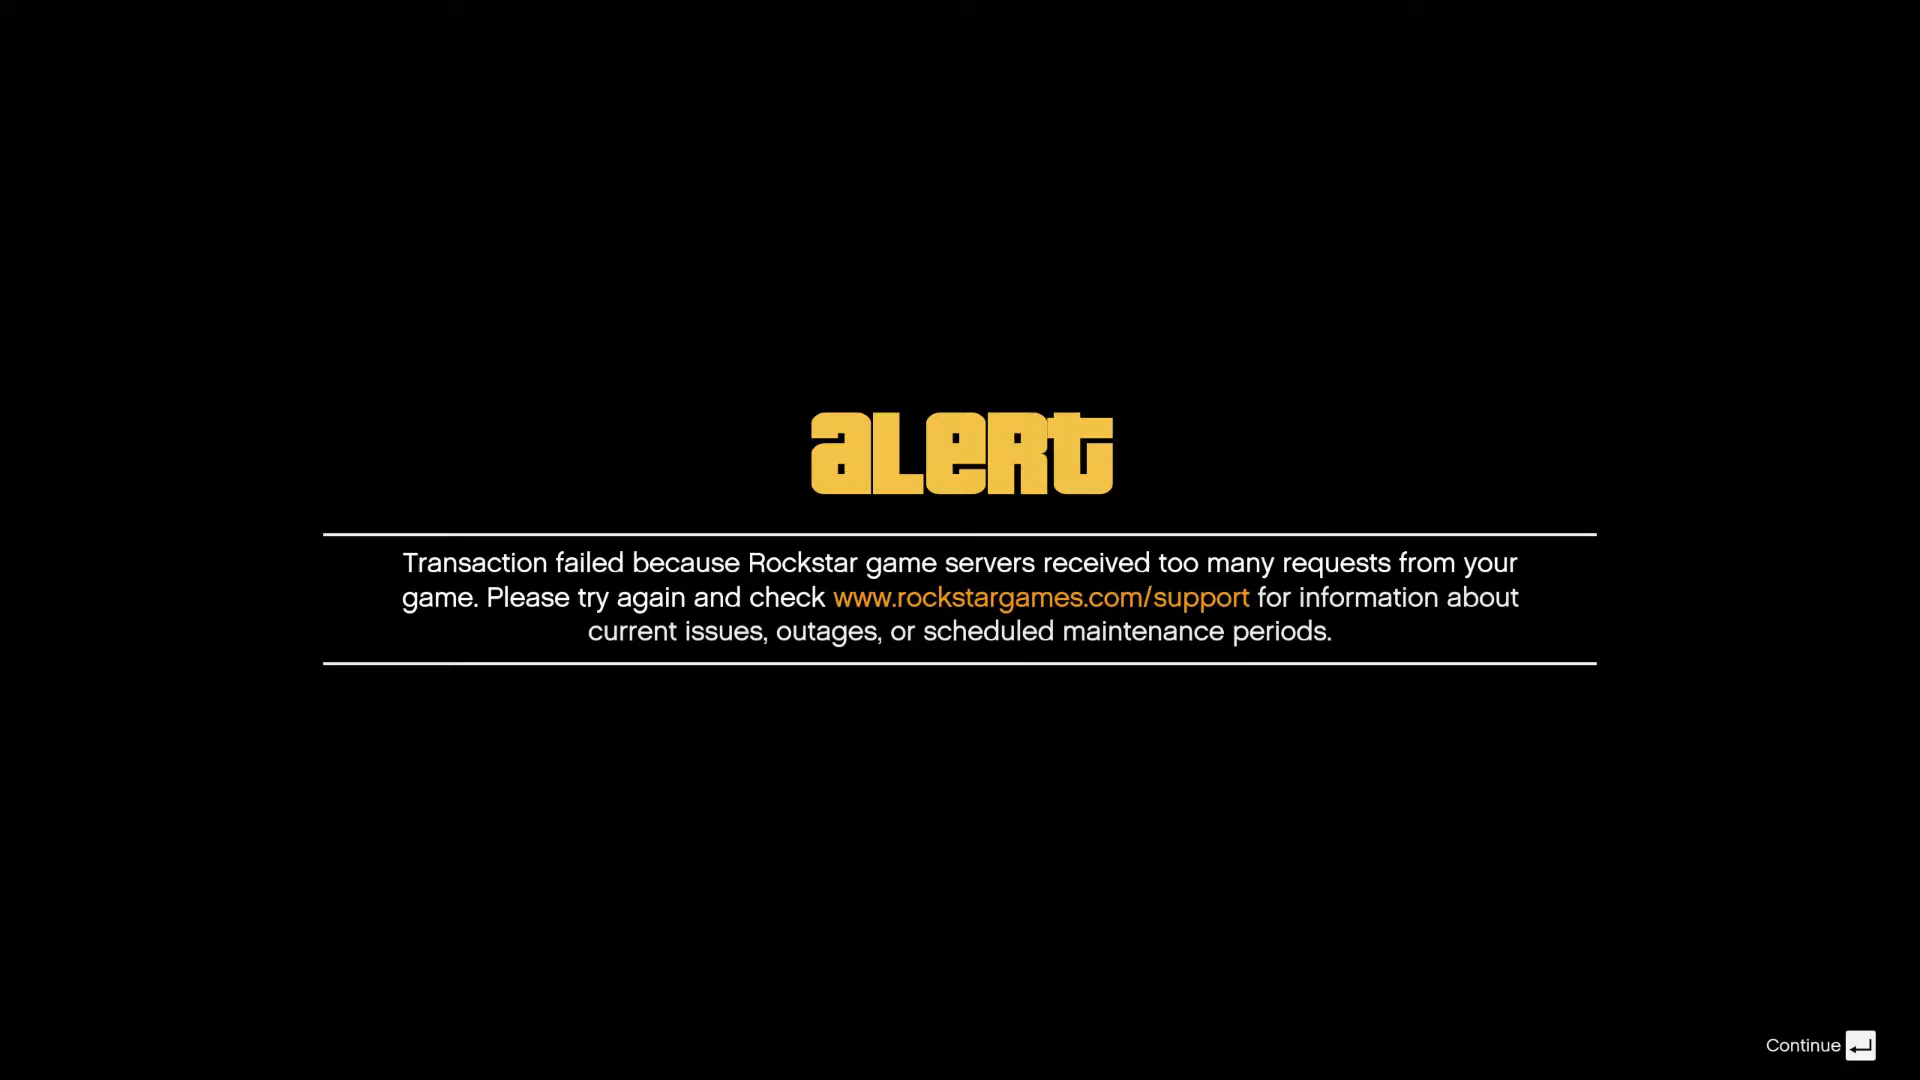 aLeRt
Transaction failed because Rockstar game servers received too many requests from your
game. Please try again and check www.rockstargames.com/support for information about
current issues, outages, or scheduled maintenance periods.
Continue